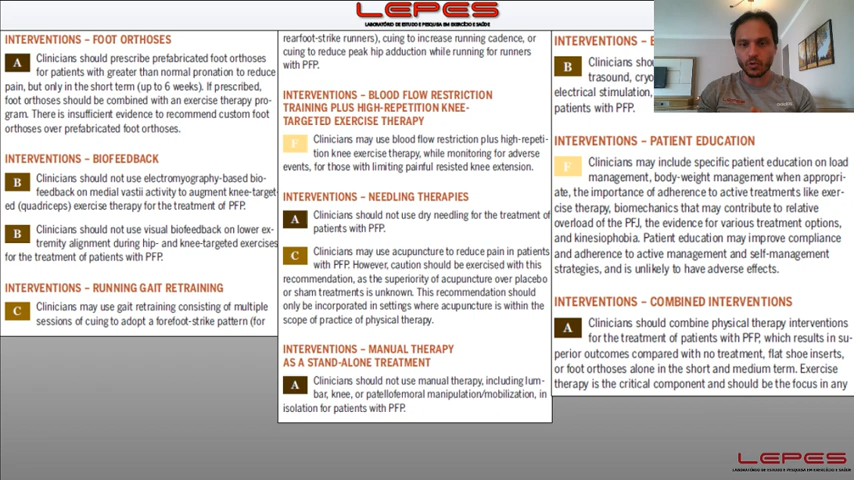 LEPES
LABORATÓRIO DE ESTUDO E PESQUISA EM EXERCÍCIO E SAÚDE
INTERVENTIONS – FOOT ORTHOSES
A Clinicians should prescribe prefabricated foot orthoses
for patients with greater than normal pronation to reduce
pain, but only in the short term (up to 6 weeks). If prescribed,
foot orthoses should be combined with an exercise therapy pro-
gram. There is insufficient evidence to recommend custom foot
orthoses over prefabricated foot orthoses.
INTERVENTIONS – BIOFEEDBACK
B Clinicians should not use electromyography-based bio-
feedback on medial vastii activity to augment knee-target-
ed (quadriceps) exercise therapy for the treatment of PFP.
B Clinicians should not use visual biofeedback on lower ex-
tremity alignment during hip- and knee-targeted exercises
for the treatment of patients with PFP.
INTERVENTIONS – RUNNING GAIT RETRAINING
C Clinicians may use gait retraining consisting of multiple
sessions of cuing to adopt a forefoot-strike pattern (for
rearfoot-strike runners), cuing to increase running cadence, or
cuing to reduce peak hip adduction while running for runners
with PFP.
INTERVENTIONS – BLOOD FLOW RESTRICTION
TRAINING PLUS HIGH-REPETITION KNEE-
TARGETED EXERCISE THERAPY
F Clinicians may use blood flow restriction plus high-repeti-
tion knee exercise therapy, while monitoring for adverse
events, for those with limiting painful resisted knee extension.
INTERVENTIONS – NEEDLING THERAPIES
A Clinicians should not use dry needling for the treatment of
patients with PFP.
C Clinicians may use acupuncture to reduce pain in patients
with PFP. However, caution should be exercised with this
recommendation, as the superiority of acupuncture over placebo
or sham treatments is unknown. This recommendation should
only be incorporated in settings where acupuncture is within the
scope of practice of physical therapy.
INTERVENTIONS – MANUAL THERAPY
AS A STAND-ALONE TREATMENT
A Clinicians should not use manual therapy, including lum-
bar, knee, or patellofemoral manipulation/mobilization, in
isolation for patients with PFP.
INTERVENTIONS –
B Clinicians
trasound,
electrical stimulation,
patients with PFP.
INTERVENTIONS – PATIENT EDUCATION
F Clinicians may include specific patient education on load
management, body-weight management when appropri-
ate, the importance of adherence to active treatments like exer-
cise therapy, biomechanics that may contribute to relative
overload of the PFJ, the evidence for various treatment options,
and kinesiophobia. Patient education may improve compliance
and adherence to active management and self-management
strategies, and is unlikely to have adverse effects.
INTERVENTIONS – COMBINED INTERVENTIONS
A Clinicians should combine physical therapy interventions
for the treatment of patients with PFP, which results in su-
perior outcomes compared with no treatment, flat shoe inserts,
or foot orthoses alone in the short and medium term. Exercise
therapy is the critical component and should be the focus in any
LEPES
LABORATÓRIO DE ESTUDO E PESQUISA EM EXERCÍCIO E SAÚDE